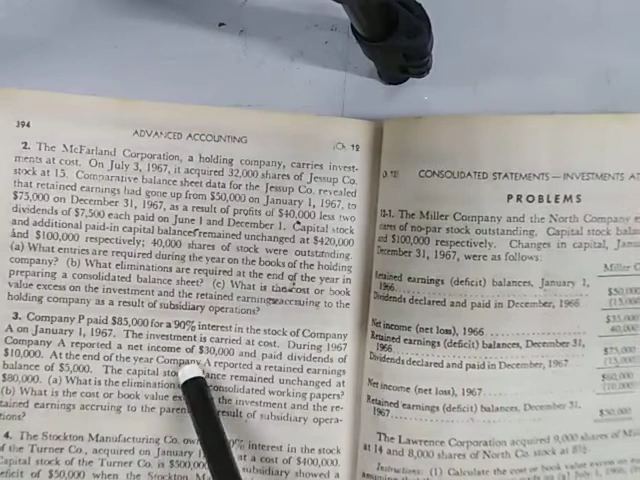 394
ADVANCED ACCOUNTING
Ch. 12
2. The McFarland Corporation, a holding company, carries invest-
ments at cost. On July 3, 1967, it acquired 32,000 shares of Jessup Co.
stock at 15. Comparative balance sheet data for the Jessup Co. revealed
that retained earnings had gone up from $50,000 on January 1, 1967, to
$75,000 on December 31, 1967, as a result of profits of $40,000 less two
dividends of $7,500 each paid on June 1 and December 1. Capital stock
and additional paid-in capital balances remained unchanged at $420,000
and $100,000 respectively; 40,000 shares of stock were outstanding.
(a) What entries are required during the year on the books of the holding
company? (b) What eliminations are required at the end of the year in
preparing a consolidated balance sheet? (c) What is the cost or book
value excess on the investment and the retained earnings accruing to the
holding company as a result of subsidiary operations?
3. Company P paid $85,000 for a 90% interest in the stock of Company
A on January 1, 1967. The investment is carried at cost. During 1967
Company A reported a net income of $30,000 and paid dividends of
$10,000. At the end of the year Company A reported a retained earnings
balance of $5,000. The capital remained unchanged at
$80,000. (a) What is the elimination consolidated working papers?
(b) What is the cost or book value on the investment and the re-
tained earnings accruing to the result of subsidiary opera-
tions?
4. The Stockton Manufacturing Co. interest in the stock
of the Turner Co., acquired on January at a cost of $400,000.
Capital stock of the Turner Co. is $500,000 subsidiary showed a
deficit of $50,000 when the Stockton
CONSOLIDATED STATEMENTS — INVESTMENTS AT
PROBLEMS
12-1. The Miller Company and the North Company
of no-par stock outstanding. Capital stock
and $100,000 respectively. Changes in capital,
December 31, 1967, were as follows:
Miller
Retained earnings (deficit) balances, January 1,
1966 $50,000
Dividends declared and paid in December, 1966
$35,000
Net income (net loss), 1966 40,000
Retained earnings (deficit) balances, December 31,
1966 $75,000
Dividends declared and paid in December, 1967
$60,000
Net income (net loss), 1967
Retained earnings (deficit) balances, December 31,
1967 $50,000
The Lawrence Corporation acquired 9,000 shares of
at 14 and 8,000 shares of North Co. stock at
Instructions: (1) Calculate the cost or book value excess on